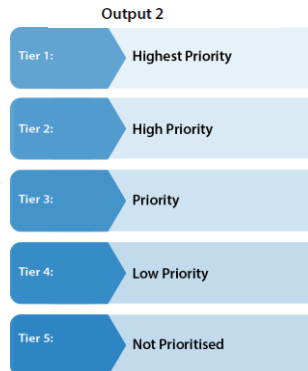 Output 2
Tier 1: Highest Priority
Tier 2: High Priority
Tier 3: Priority
Tier 4: Low Priority
Tier 5: Not Prioritised